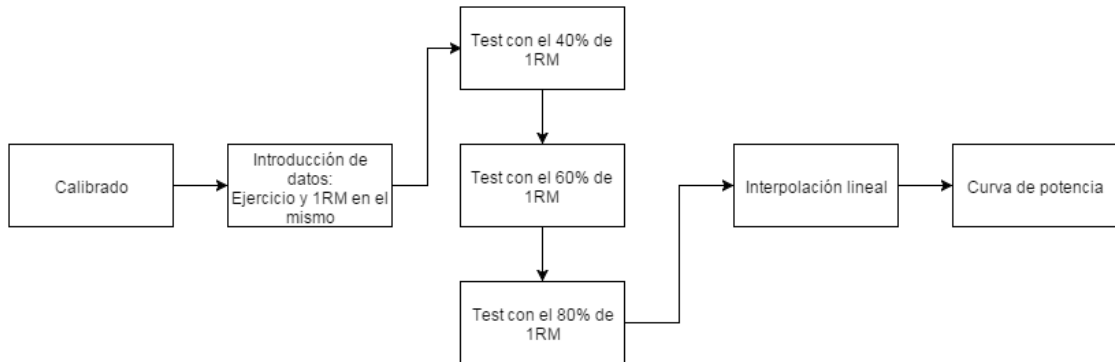 Calibrado
Introducción de
datos:
Ejercicio y 1RM en el
mismo
Test con el 40% de
1RM
Test con el 60% de
1RM
Test con el 80% de
1RM
Interpolación lineal
Curva de potencia